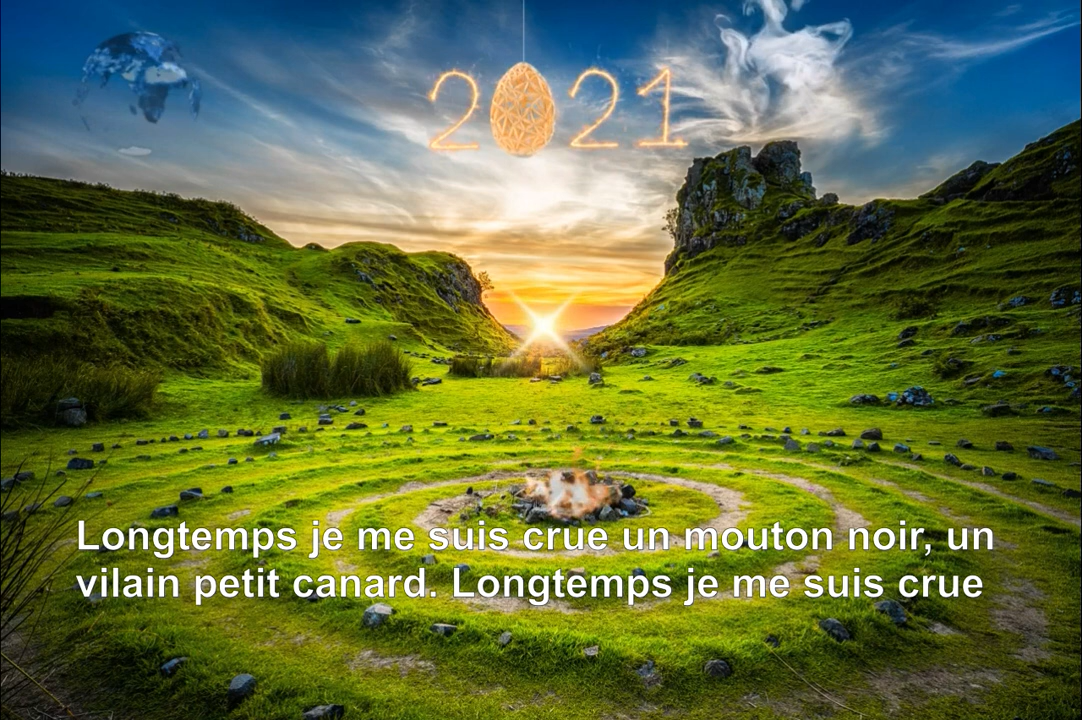 2021
Longtemps je me suis crue un mouton noir, un
vilain petit canard. Longtemps je me suis crue